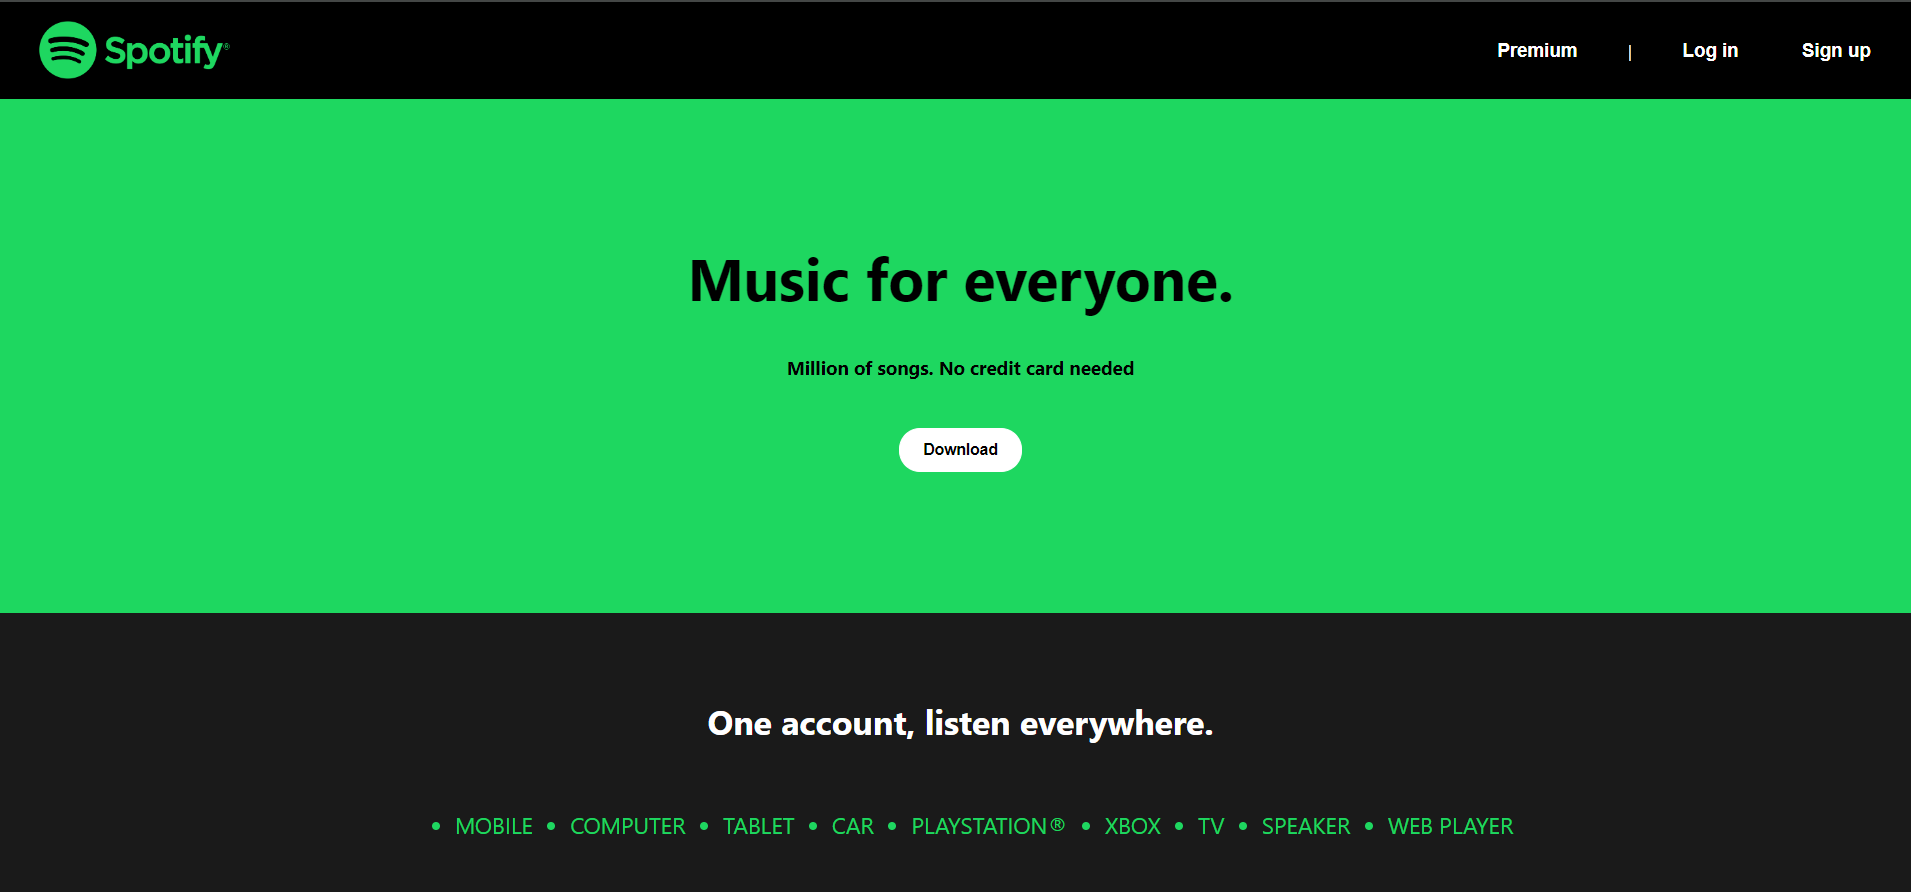 Spotify® Premium | Log in Sign up
Music for everyone.
Million of songs. No credit card needed
Download
One account, listen everywhere.
• MOBILE • COMPUTER • TABLET • CAR • PLAYSTATION® • XBOX • TV • SPEAKER • WEB PLAYER